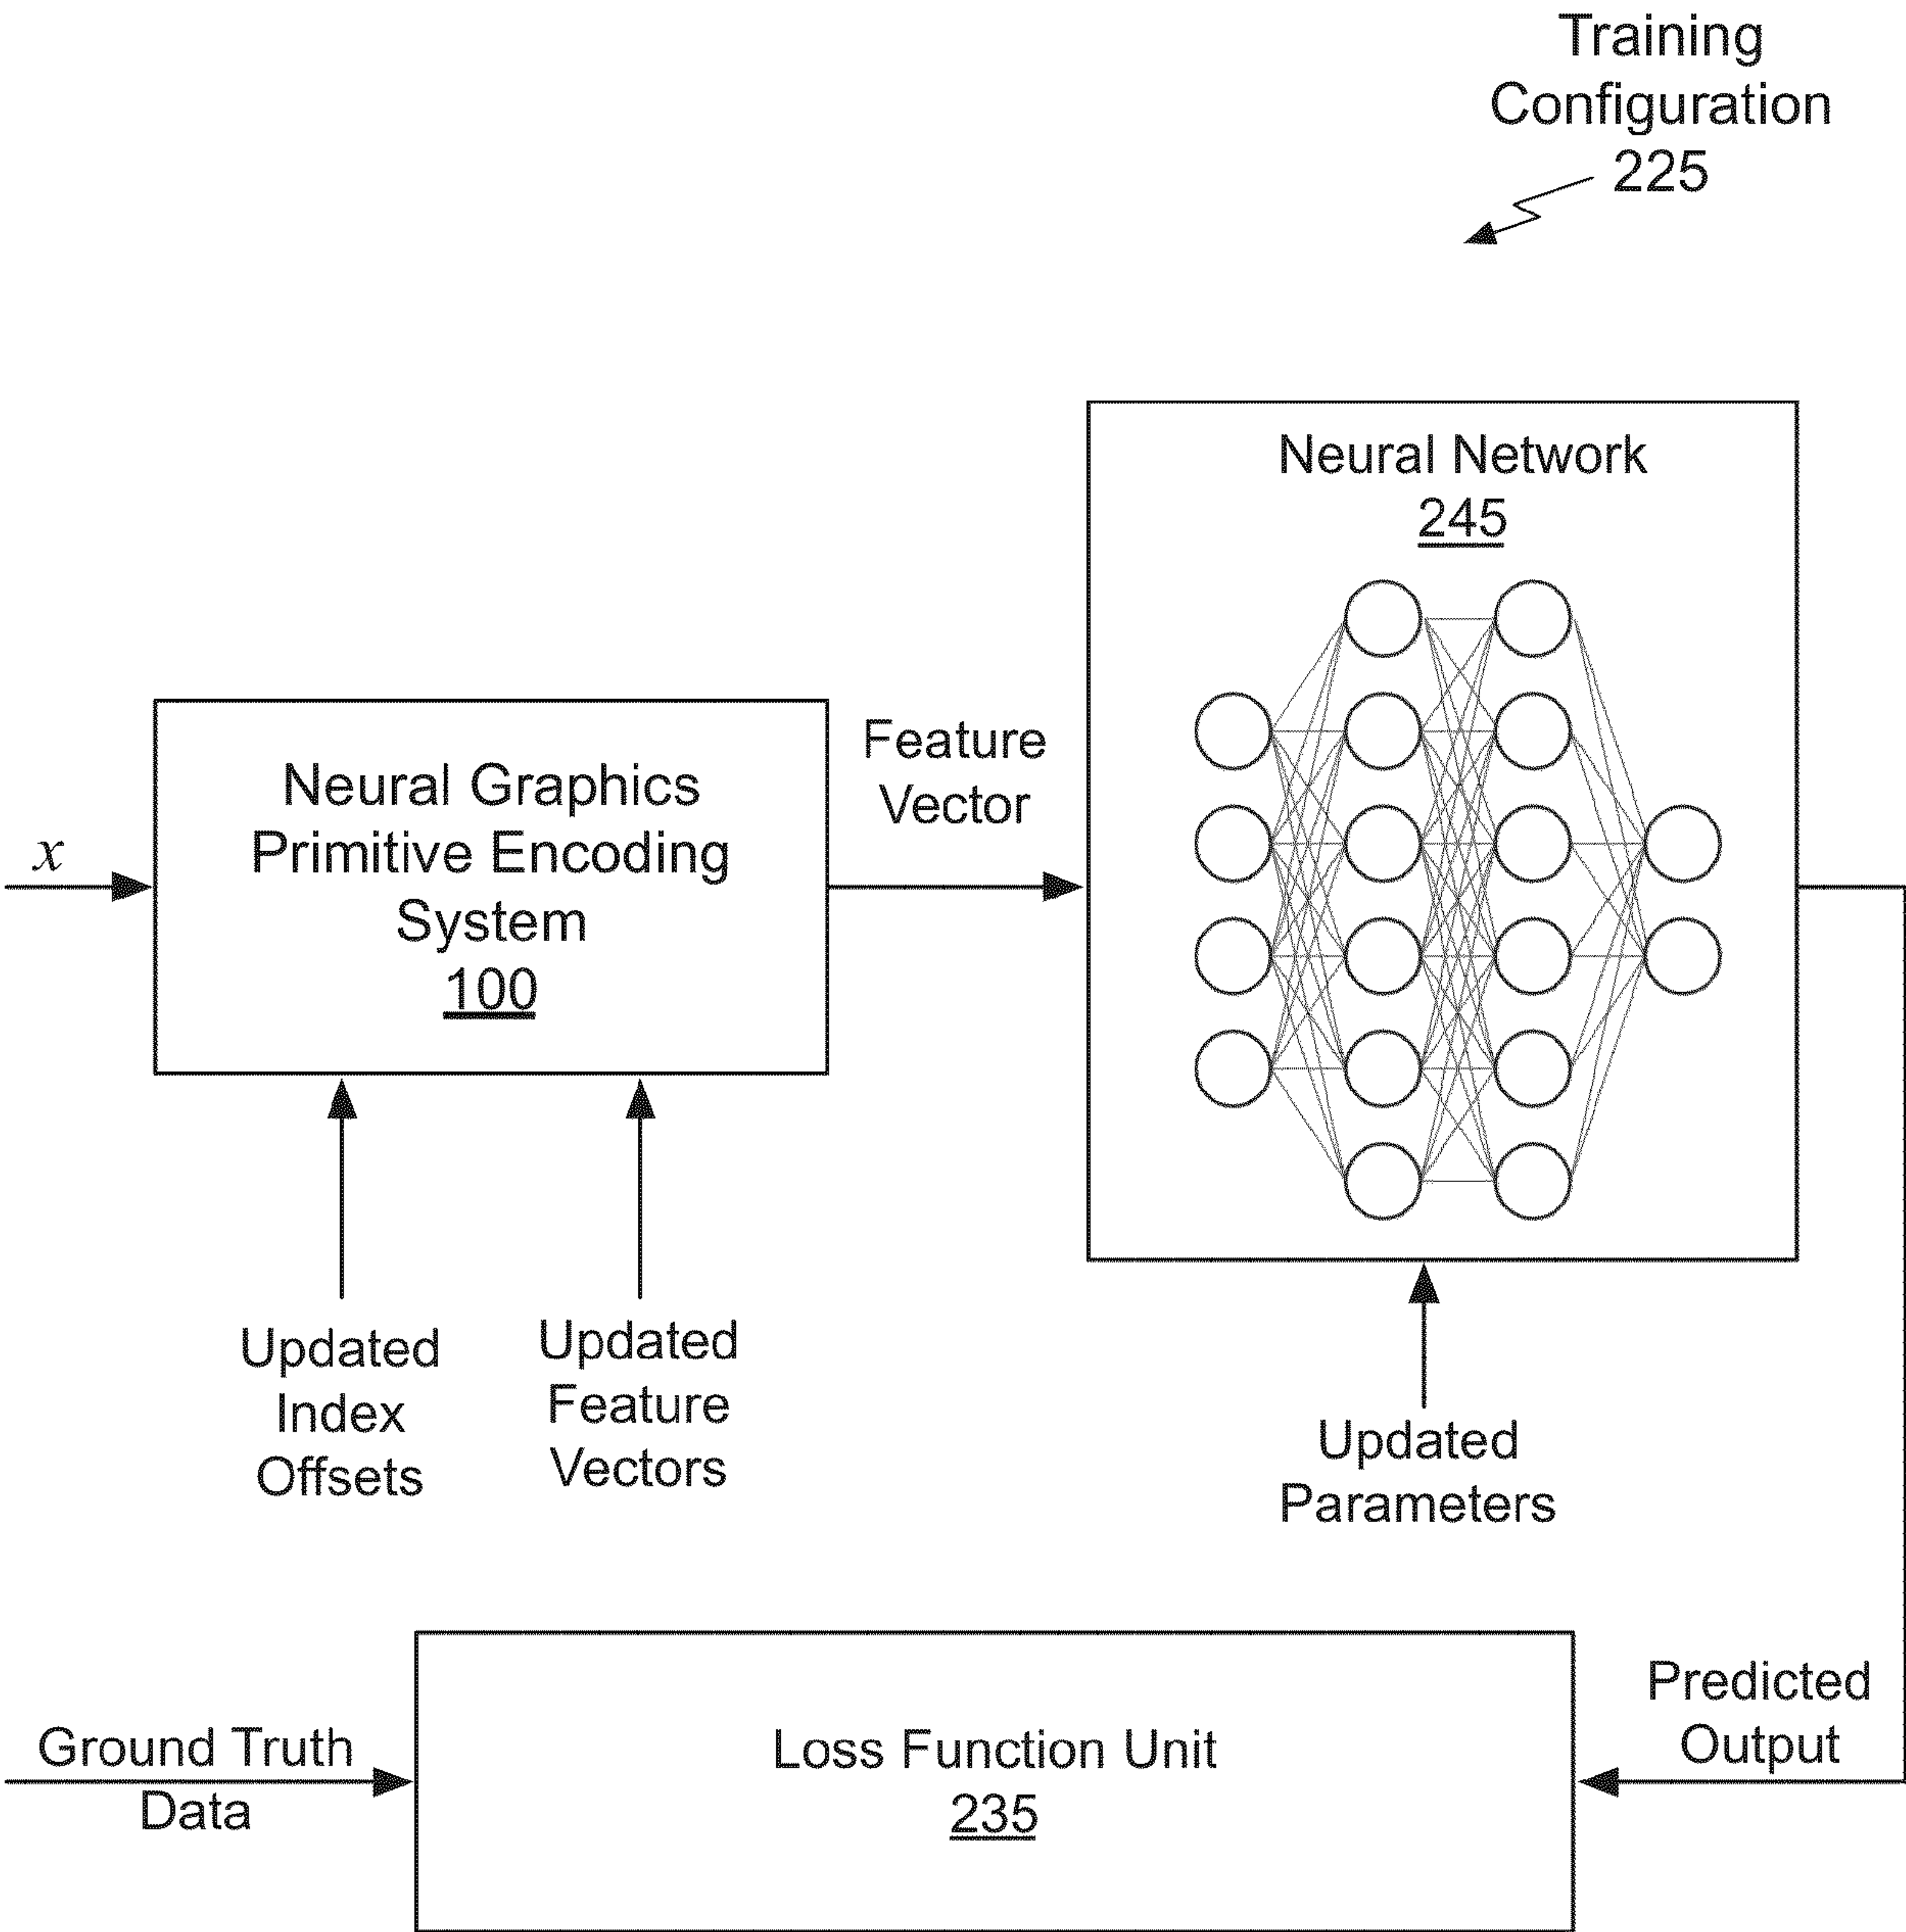 Training
Configuration
225
Neural Network
245
x
Neural Graphics
Primitive Encoding
System
100
Feature
Vector
Updated
Index
Offsets
Updated
Feature
Vectors
Updated
Parameters
Ground Truth
Data
Loss Function Unit
235
Predicted
Output